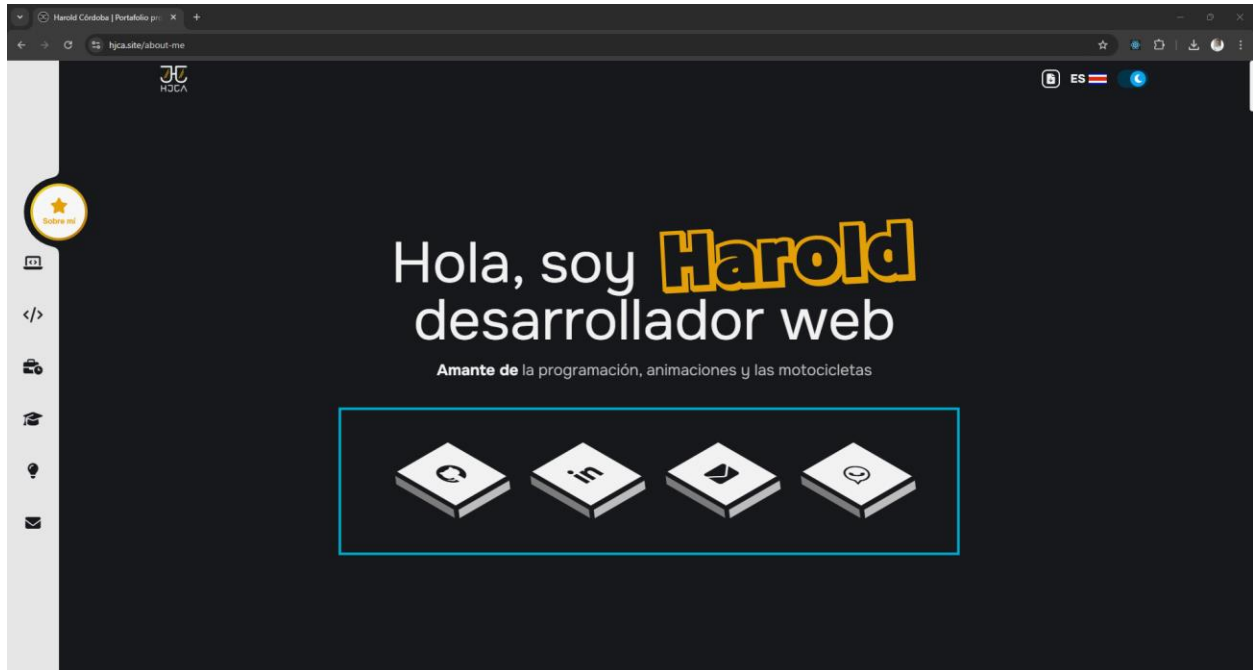 Harold Córdoba | Portafolio pr
hjca.site/about-me
HJCA
ES
Sobre mí
Hola, soy Harold
desarrollador web
Amante de la programación, animaciones y las motocicletas
in